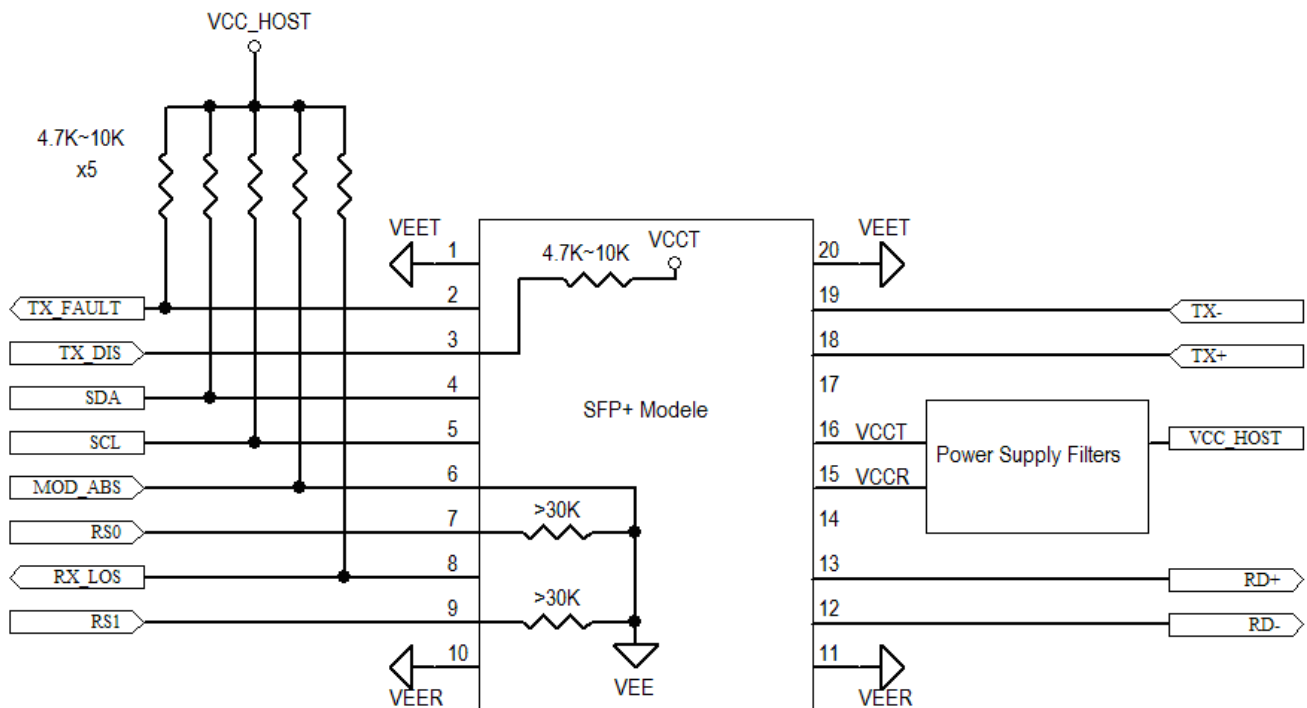 VCC_HOST
4.7K~10K
x5
VEET
1
4.7K~10K
VCCT
20
VEET
TX_FAULT
2
19
TX-
TX_DIS
3
18
TX+
SDA
4
17
SFP+ Modele
SCL
5
16
VCCT
Power Supply Filters
VCC_HOST
MOD_ABS
6
15
VCCR
RS0
7
>30K
14
RX_LOS
8
13
RD+
RS1
9
>30K
12
RD-
10
VEER
VEE
11
VEER